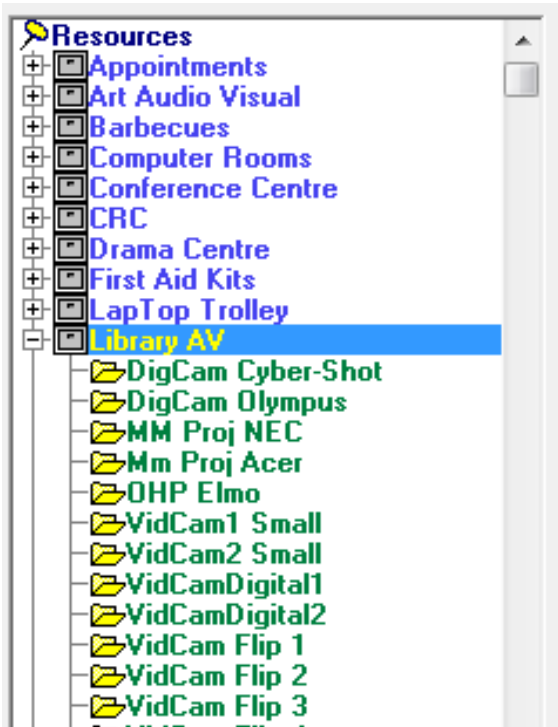 Resources
Appointments
Art Audio Visual
Barbecues
Computer Rooms
Conference Centre
CRC
Drama Centre
First Aid Kits
LapTop Trolley
Library AV
DigCam Cyber-Shot
DigCam Olympus
MM Proj NEC
Mm Proj Acer
OHP Elmo
VidCam1 Small
VidCam2 Small
VidCamDigital1
VidCamDigital2
VidCam Flip 1
VidCam Flip 2
VidCam Flip 3